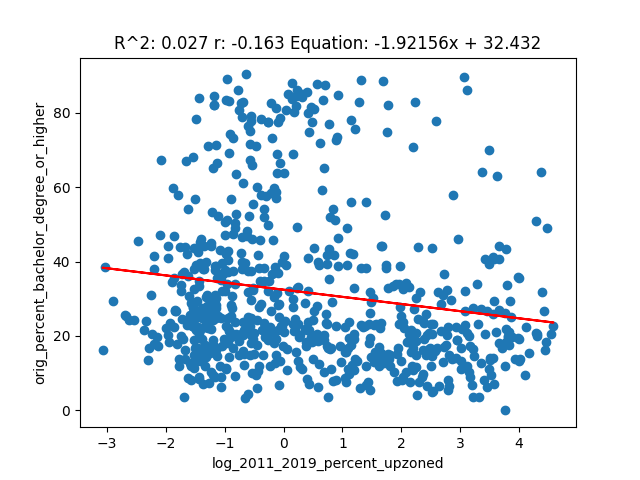 R^2: 0.027 r: -0.163 Equation: -1.92156x + 32.432
80
60
40
20
0
orig_percent_bachelor_degree_or_higher
−3 −2 −1 0 1 2 3 4
log_2011_2019_percent_upzoned